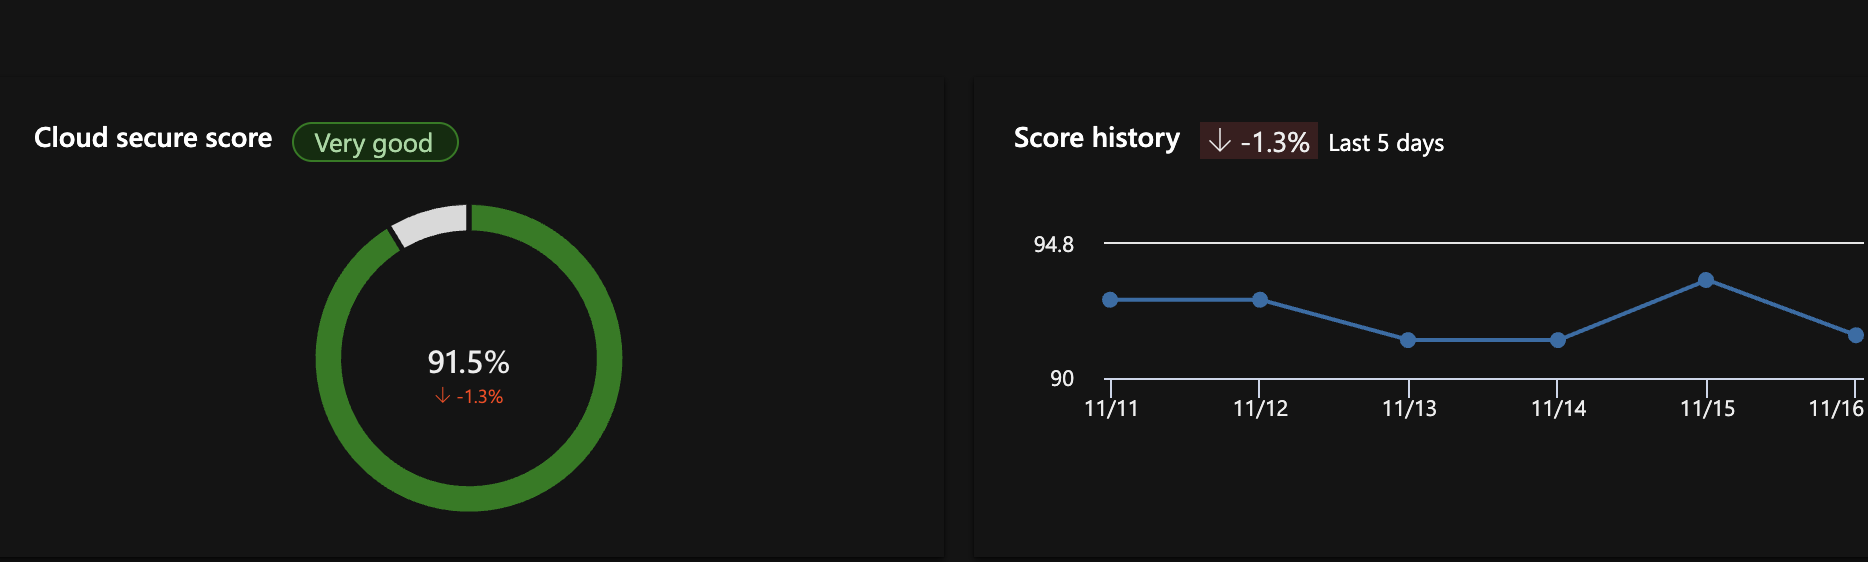 Cloud secure score
Very good
91.5%
↓ -1.3%
Score history
↓ -1.3%
Last 5 days
94.8
90
11/11
11/12
11/13
11/14
11/15
11/16